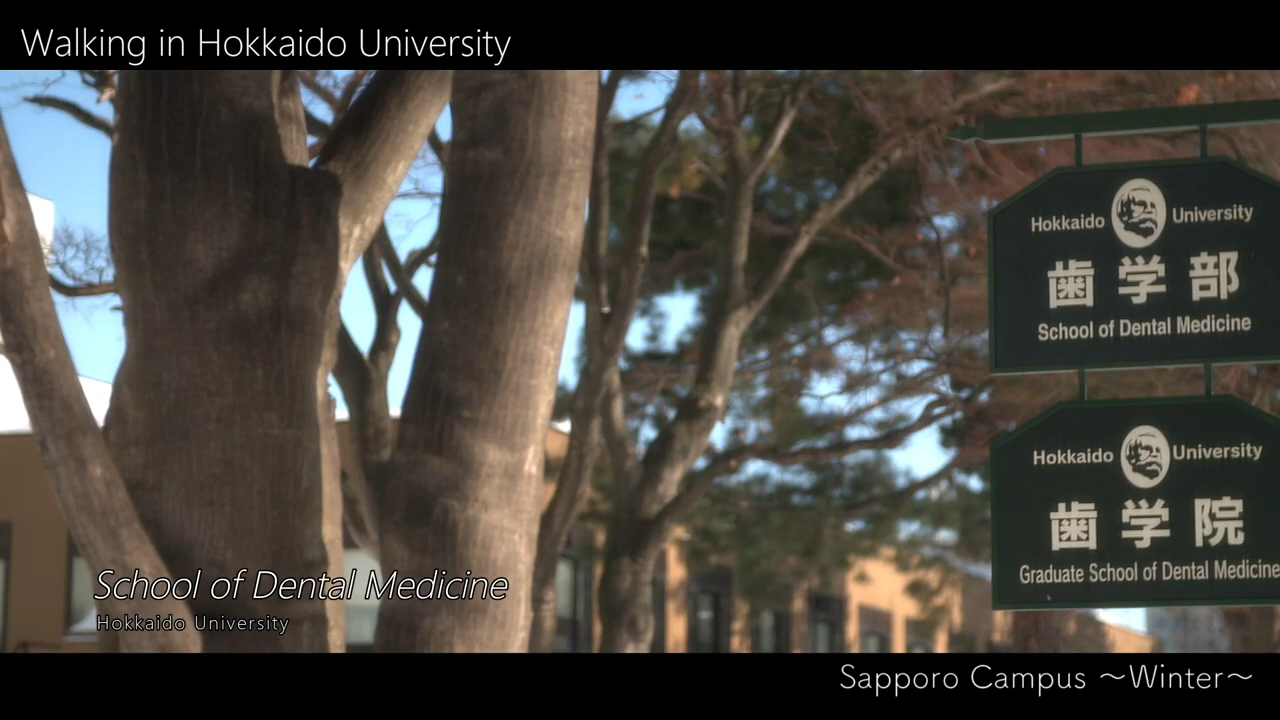 Walking in Hokkaido University
Hokkaido University
歯学部
School of Dental Medicine
Hokkaido University
歯学院
Graduate School of Dental Medicine
School of Dental Medicine
Hokkaido University
Sapporo Campus ～Winter～